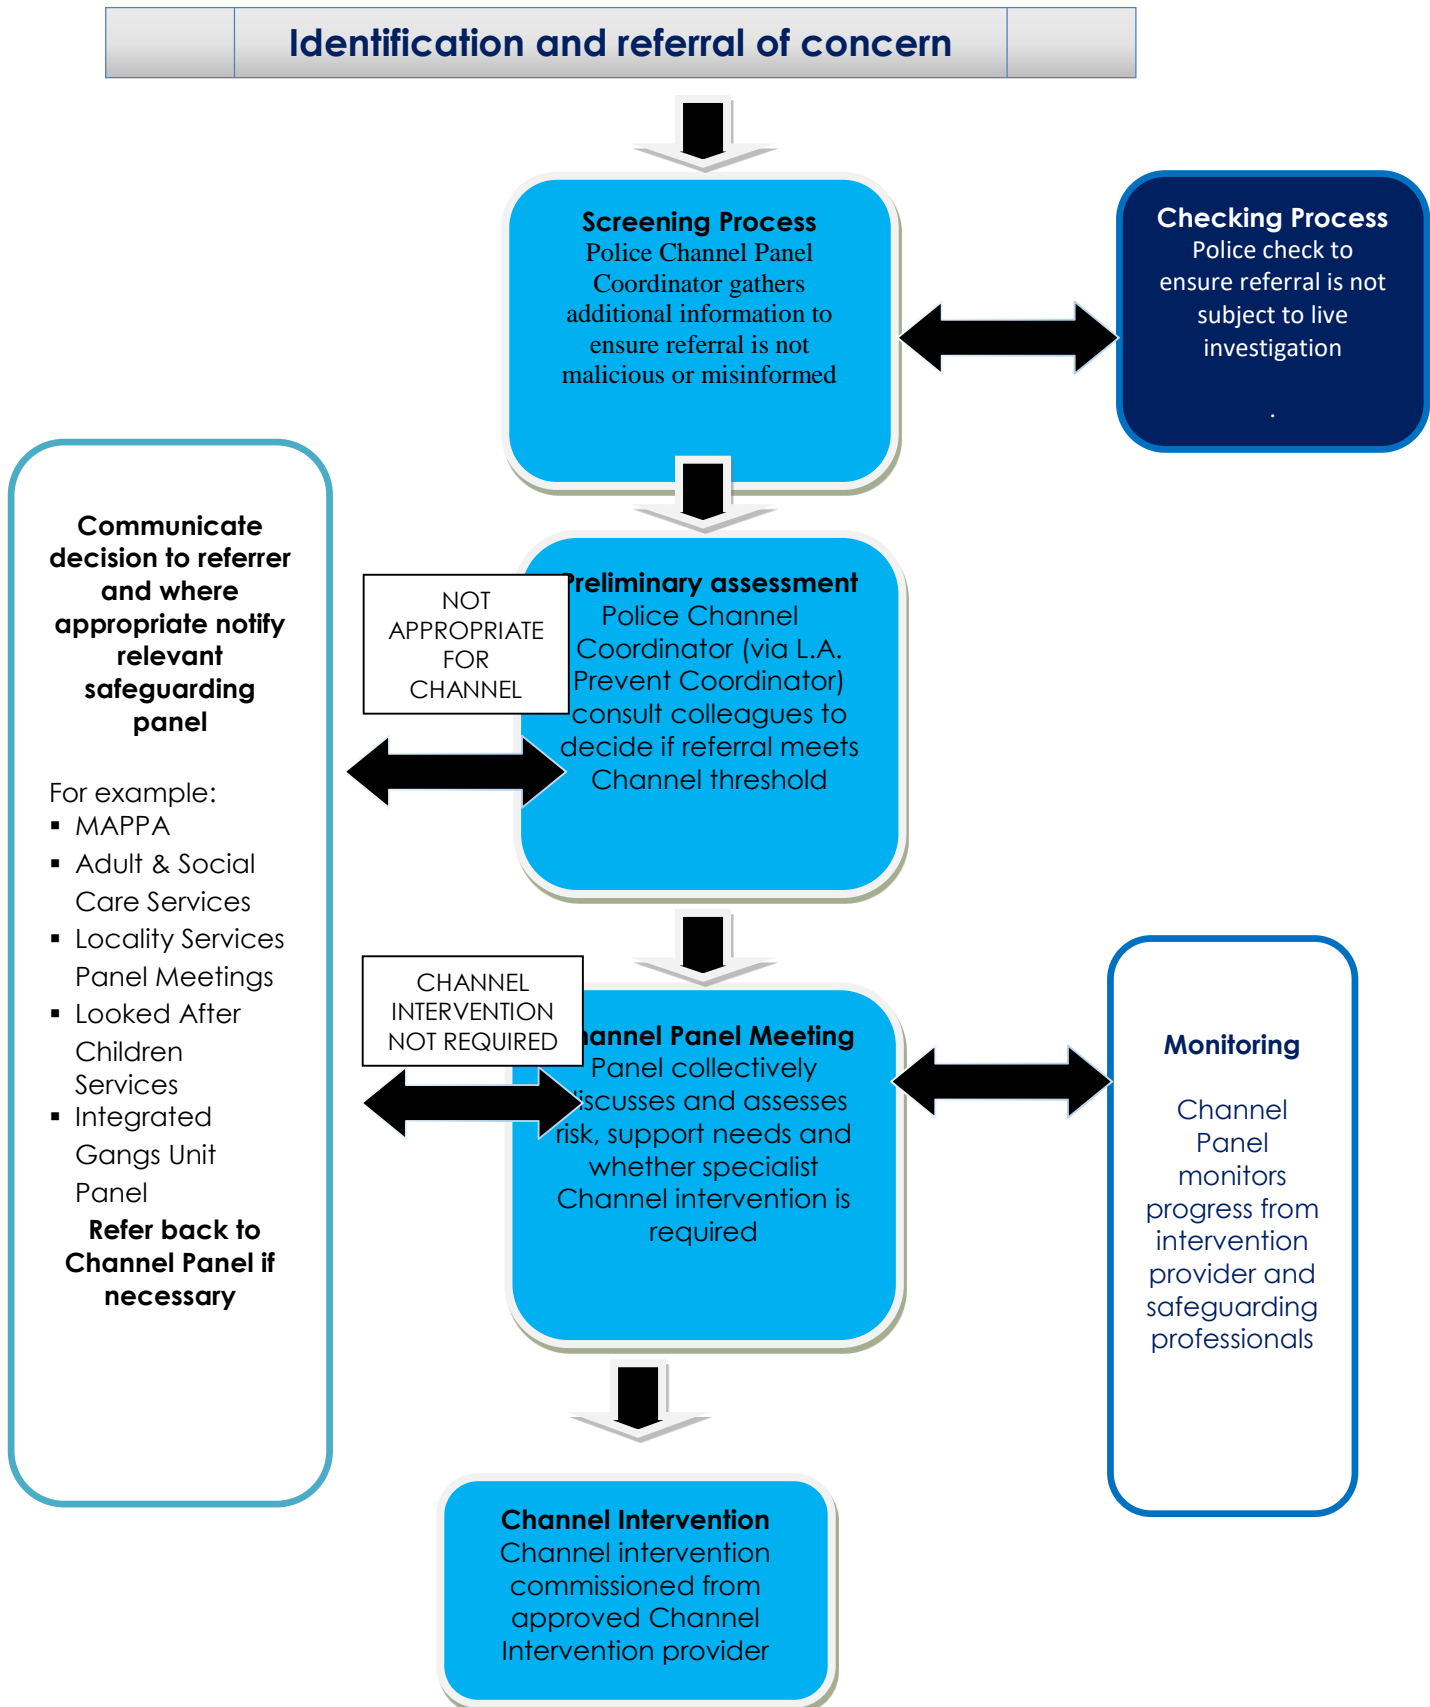 Identification and referral of concern
Screening Process
Police Channel Panel
Coordinator gathers
additional information to
ensure referral is not
malicious or misinformed
Checking Process
Police check to
ensure referral is not
subject to live
investigation
.
Communicate
decision to referrer
and where
appropriate notify
relevant
safeguarding
panel
For example:
▪ MAPPA
▪ Adult & Social
Care Services
▪ Locality Services
Panel Meetings
▪ Looked After
Children
Services
▪ Integrated
Gangs Unit
Panel
Refer back to
Channel Panel if
necessary
NOT
APPROPRIATE
FOR
CHANNEL
Preliminary assessment
Police Channel
Coordinator (via L.A.
Prevent Coordinator)
consult colleagues to
decide if referral meets
Channel threshold
CHANNEL
INTERVENTION
NOT REQUIRED
Channel Panel Meeting
Panel collectively
discusses and assesses
risk, support needs and
whether specialist
Channel intervention is
required
Monitoring
Channel
Panel
monitors
progress from
intervention
provider and
safeguarding
professionals
Channel Intervention
Channel intervention
commissioned from
approved Channel
Intervention provider